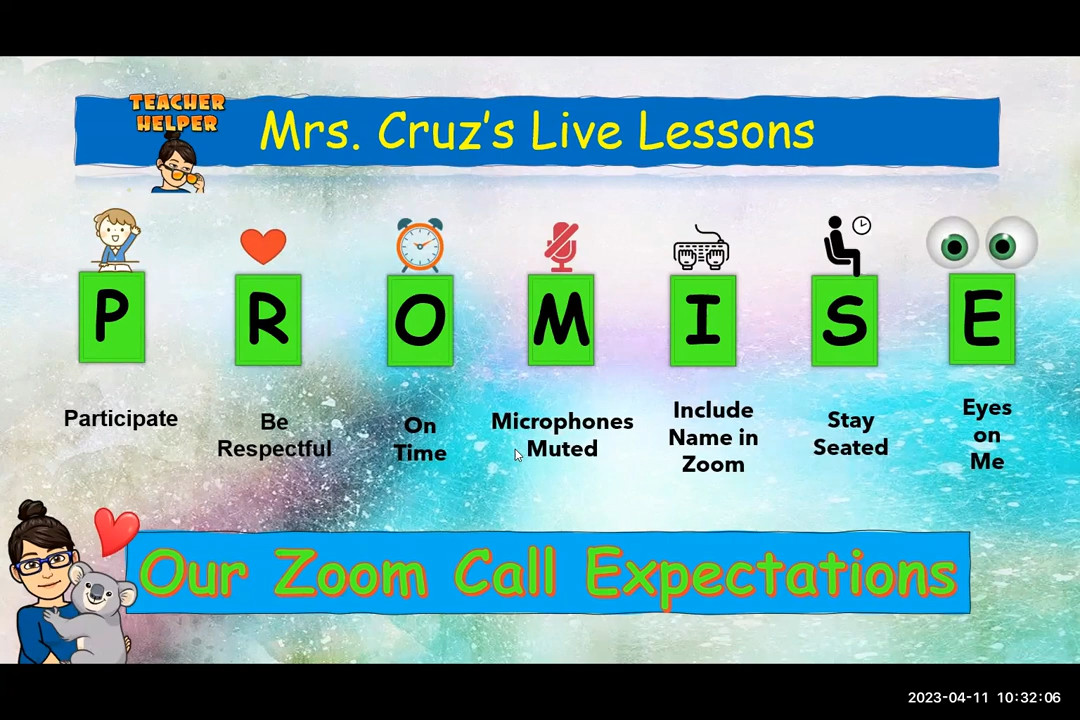 TEACHER
HELPER
Mrs. Cruz's Live Lessons
P R O M I S E
Participate
Be
Respectful
On
Time
Microphones
Muted
Include
Name in
Zoom
Stay
Seated
Eyes
on
Me
Our Zoom Call Expectations
2023-04-11 10:32:06